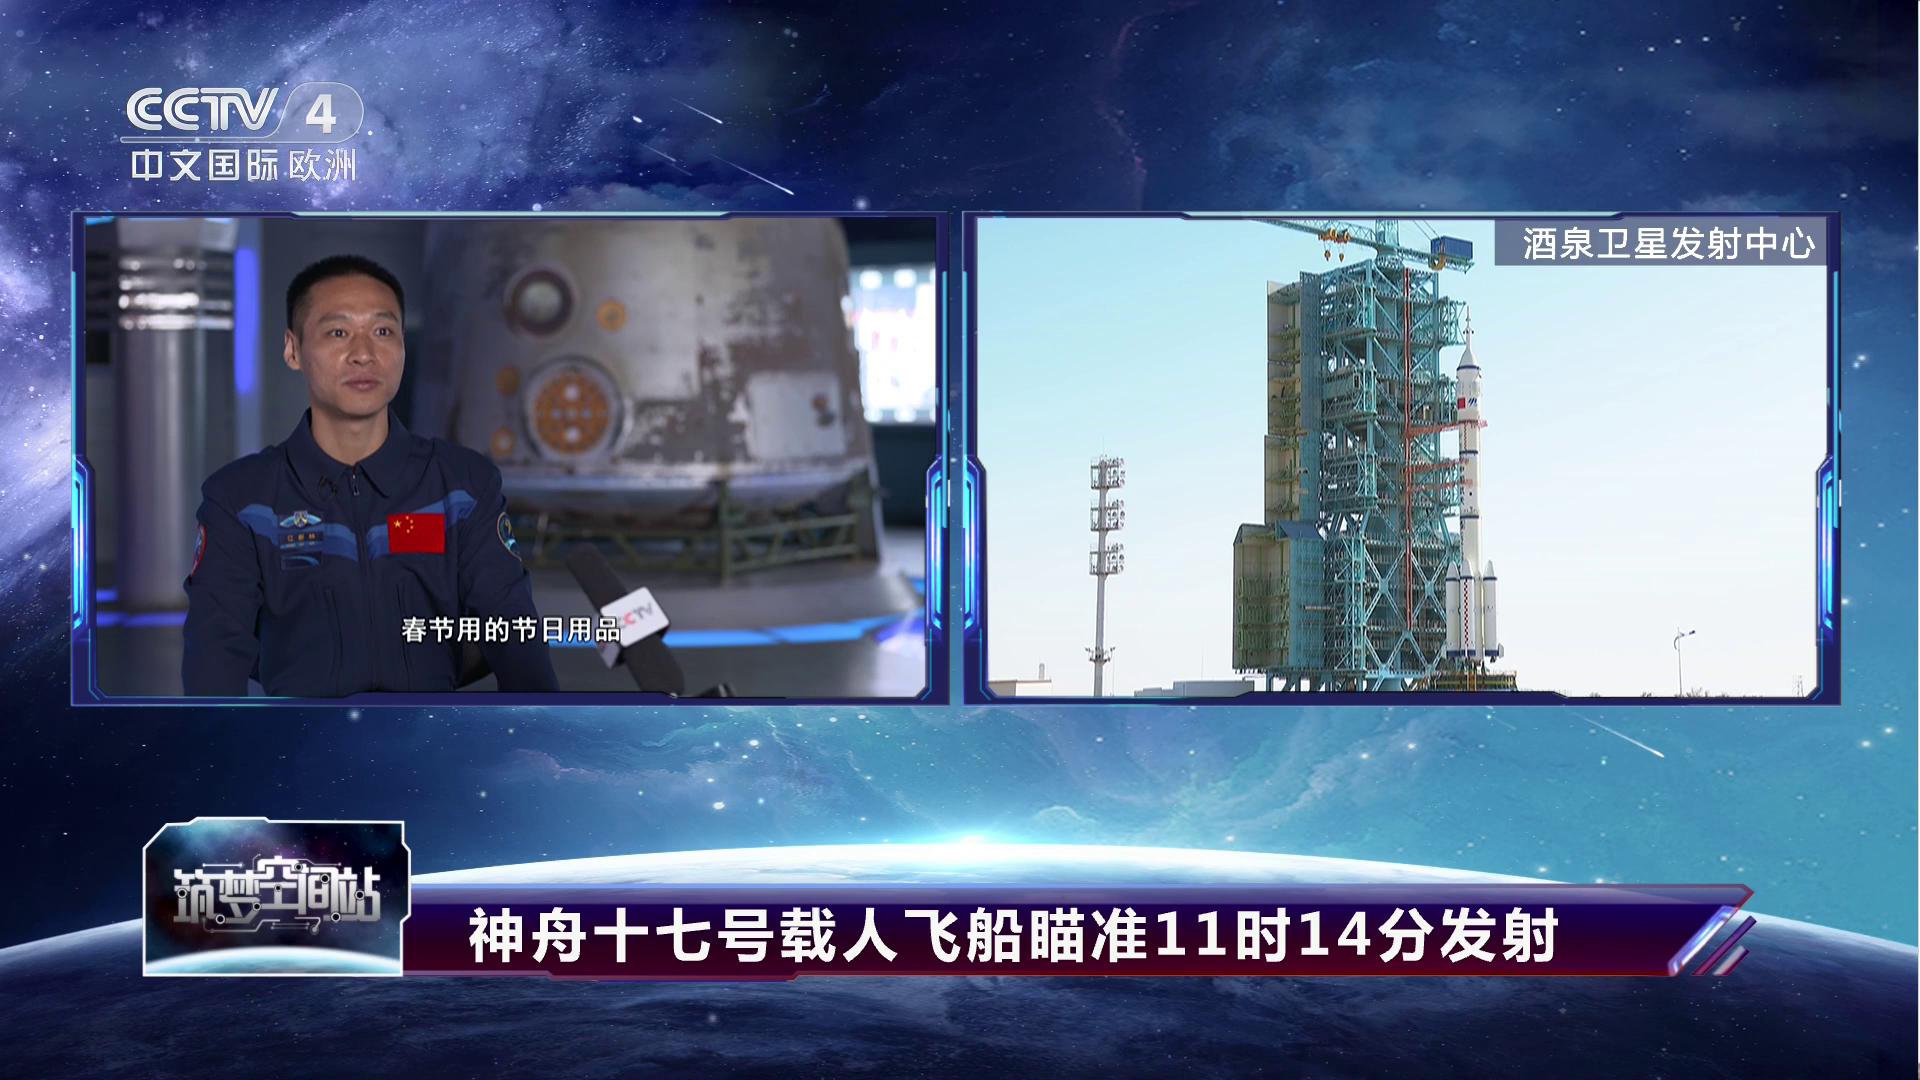 CCTV 4
中文国际 欧洲
酒泉卫星发射中心
春节用的节日用品
CCTV
筑梦空间站
神舟十七号载人飞船瞄准11时14分发射